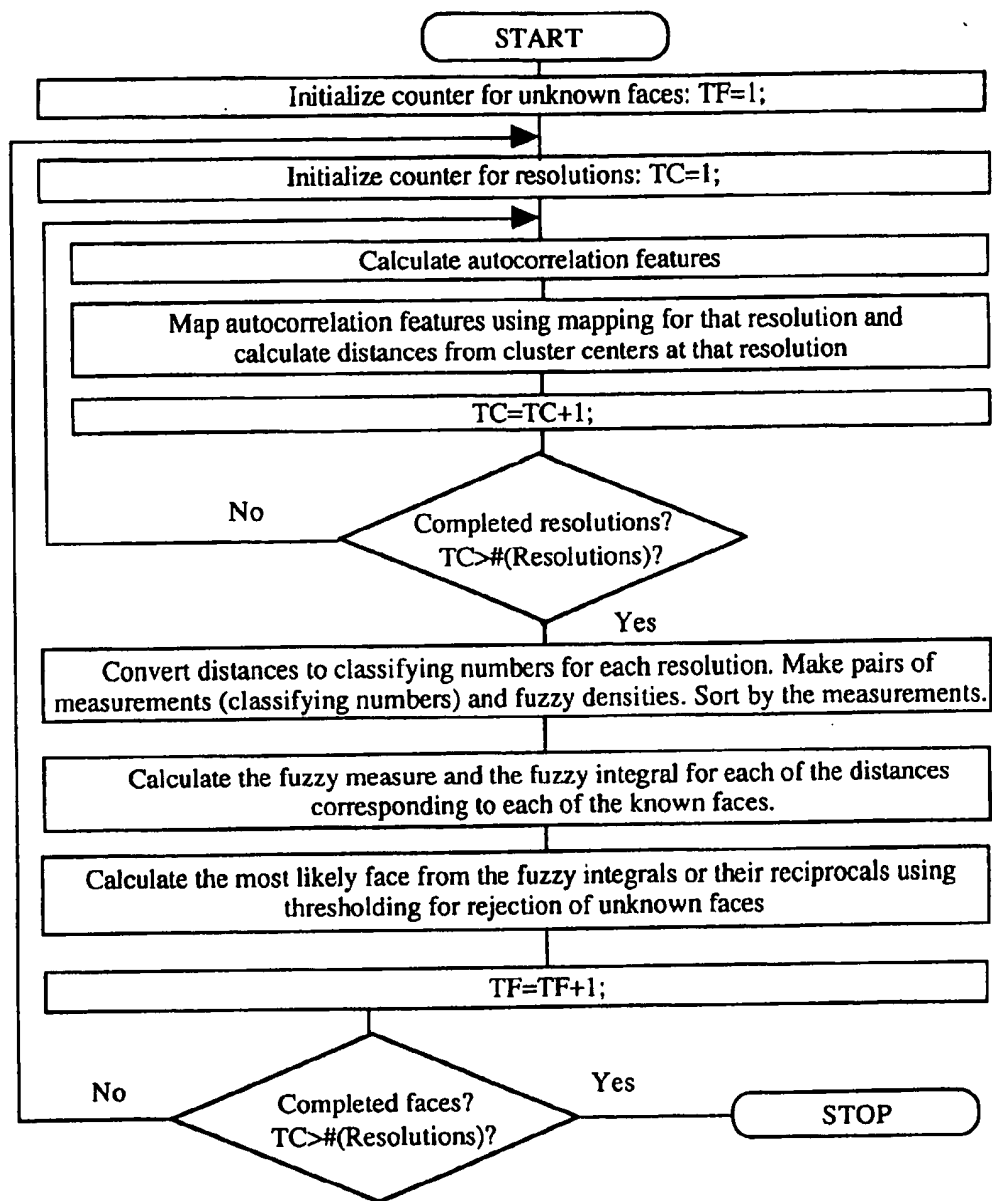 START
Initialize counter for unknown faces: TF=1;
Initialize counter for resolutions: TC=1;
Calculate autocorrelation features
Map autocorrelation features using mapping for that resolution and
calculate distances from cluster centers at that resolution
TC=TC+1;
No
Completed resolutions?
TC>#(Resolutions)?
Yes
Convert distances to classifying numbers for each resolution. Make pairs of
measurements (classifying numbers) and fuzzy densities. Sort by the measurements.
Calculate the fuzzy measure and the fuzzy integral for each of the distances
corresponding to each of the known faces.
Calculate the most likely face from the fuzzy integrals or their reciprocals using
thresholding for rejection of unknown faces
TF=TF+1;
No
Yes
Completed faces?
TC>#(Resolutions)?
STOP